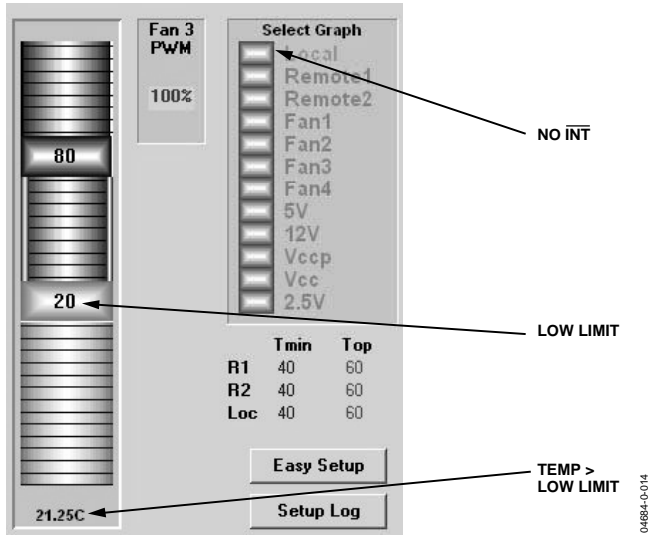 Fan 3
PWM
100%
80
20
21.25C
Select Graph
Local
Remote1
Remote2
Fan1
Fan2
Fan3
Fan4
5V
12V
Vccp
Vcc
2.5V
Tmin Top
R1 40 60
R2 40 60
Loc 40 60
Easy Setup
Setup Log
NO INT
LOW LIMIT
TEMP >
LOW LIMIT
04684-0-014